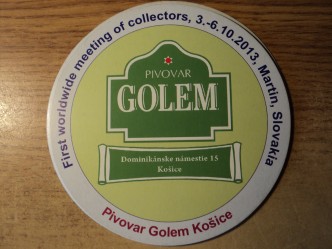 First worldwide meeting of collectors, 3.-6.10.2013, Martin, Slovakia
PIVOVAR
GOLEM
Dominikánske námestie 15
Košice
Pivovar Golem Košice